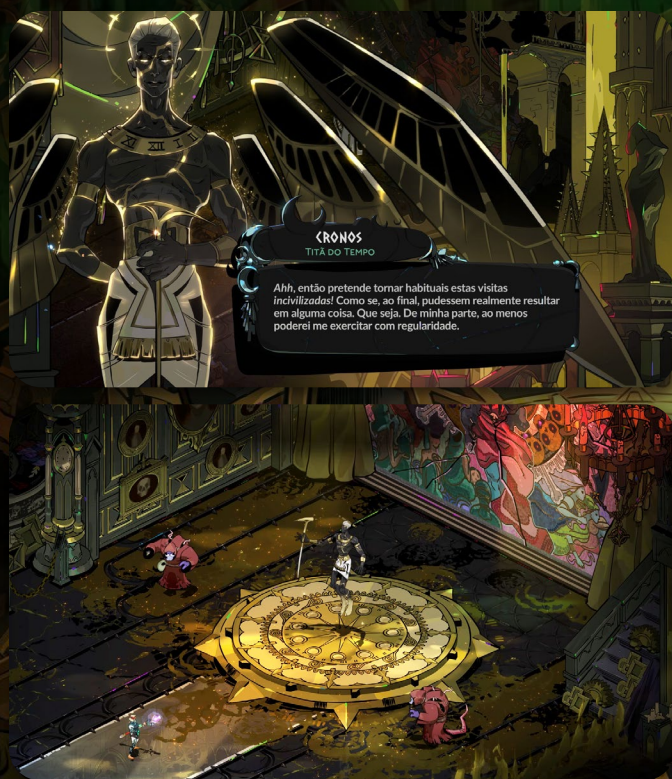 CRONOS
TITÃ DO TEMPO
Ahh, então pretende tornar habituais estas visitas
incivilizadas! Como se, ao final, pudessem realmente resultar
em alguma coisa. Que seja. De minha parte, ao menos
poderei me exercitar com regularidade.